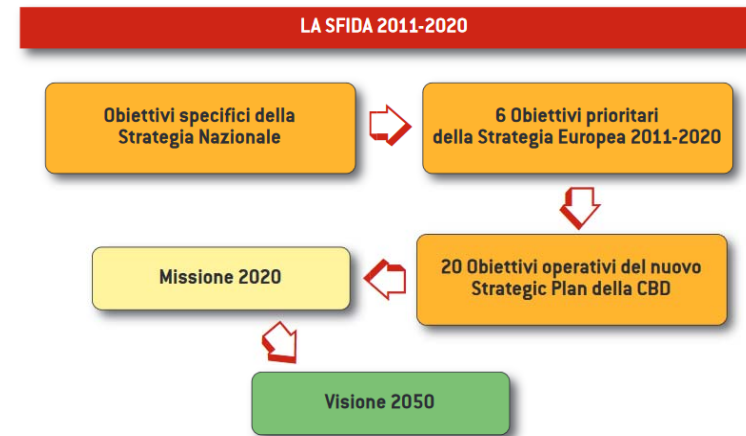 LA SFIDA 2011-2020
Obiettivi specifici della
Strategia Nazionale
6 Obiettivi prioritari
della Strategia Europea 2011-2020
20 Obiettivi operativi del nuovo
Strategic Plan della CBD
Missione 2020
Visione 2050